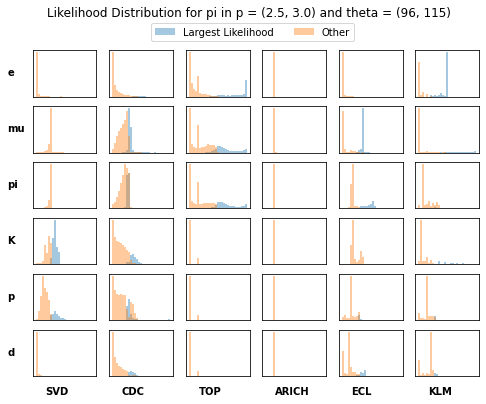 Likelihood Distribution for pi in p = (2.5, 3.0) and theta = (96, 115)
Largest Likelihood Other
e
mu
pi
K
p
d
SVD CDC TOP ARICH ECL KLM